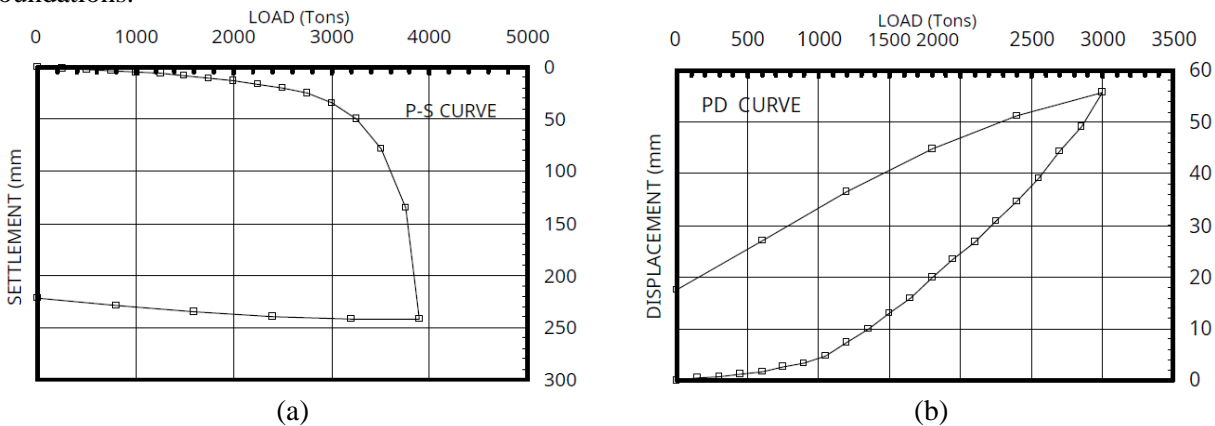 oundations.
LOAD (Tons)
0 1000 2000 3000 4000 5000
0
50
100
150
200
250
300
SETTLEMENT (mm
P-S CURVE
(a)
LOAD (Tons)
0 500 1000 1500 2000 2500 3000 3500
60
50
40
30
20
10
0
DISPLACEMENT (mm
PD CURVE
(b)